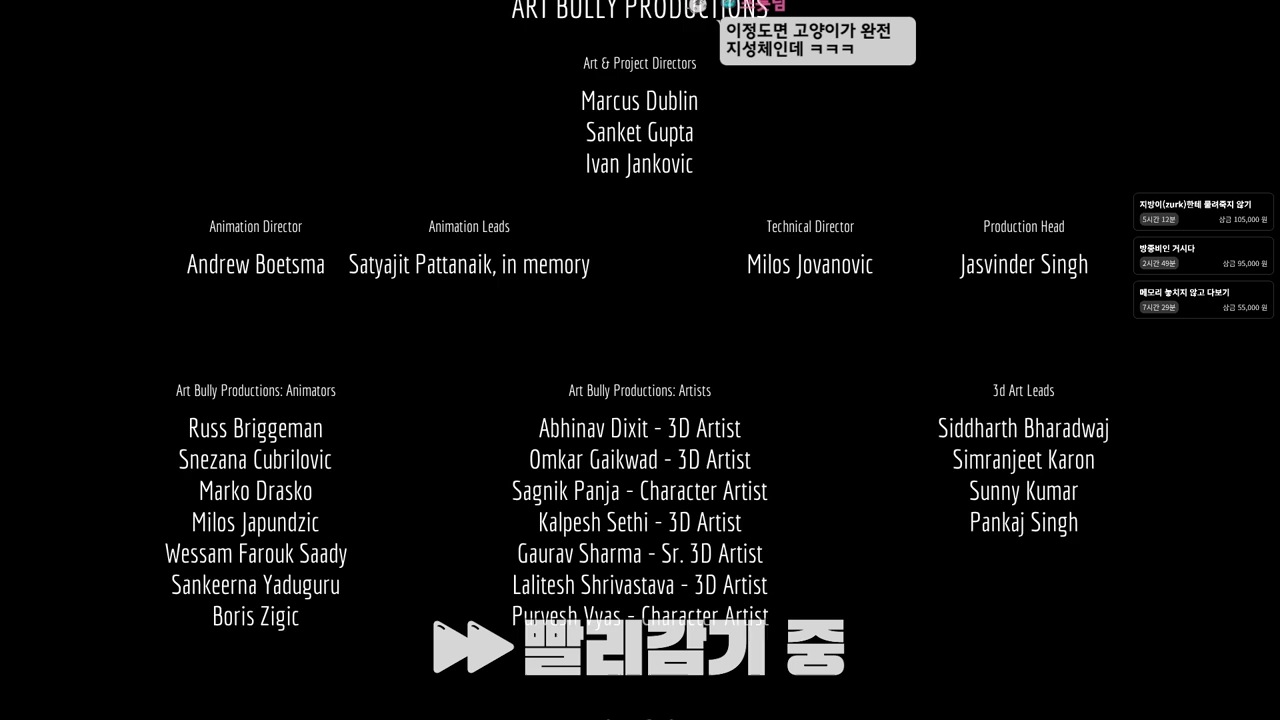 ART BULLY PRODUCTIONS
이정도면 고양이가 완전
지성체인데 ㅋㅋㅋ
Art & Project Directors
Marcus Dublin
Sanket Gupta
Ivan Jankovic
지방이(zurk)한테 물려죽지 않기
5시간 12분 상금 105,000 원
방종비인 거시다
2시간 49분 상금 95,000 원
메모리 놓치지 않고 다보기
7시간 29분 상금 55,000 원
Animation Director
Andrew Boetsma
Animation Leads
Satyajit Pattanaik, in memory
Technical Director
Milos Jovanovic
Production Head
Jasvinder Singh
Art Bully Productions: Animators
Russ Briggeman
Snezana Cubrilovic
Marko Drasko
Milos Japundzic
Wessam Farouk Saady
Sankeerna Yaduguru
Boris Zigic
Art Bully Productions: Artists
Abhinav Dixit - 3D Artist
Omkar Gaikwad - 3D Artist
Sagnik Panja - Character Artist
Kalpesh Sethi - 3D Artist
Gaurav Sharma - Sr. 3D Artist
Lalitesh Shrivastava - 3D Artist
Purvesh Vyas - Character Artist
3d Art Leads
Siddharth Bharadwaj
Simranjeet Karon
Sunny Kumar
Pankaj Singh
빨리감기 중